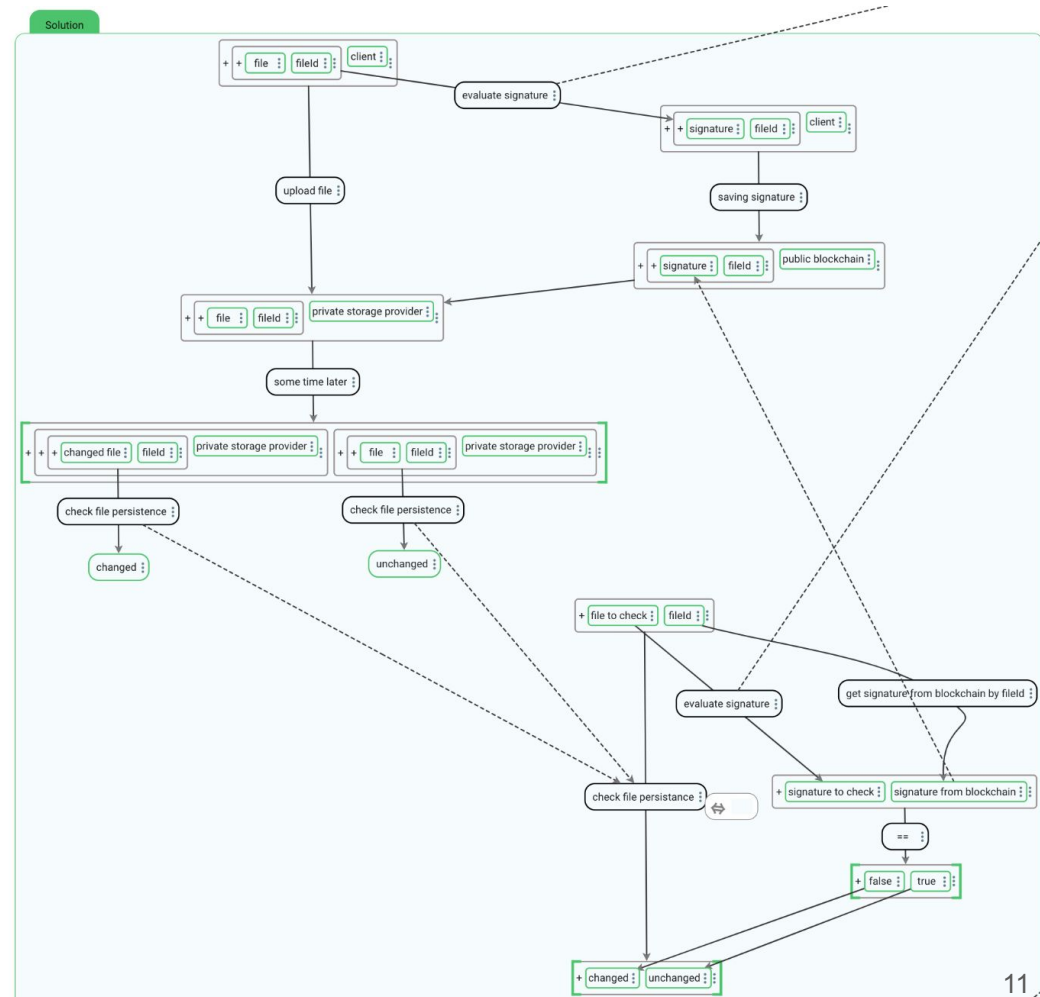 Solution
+ + file fileId client
evaluate signature
+ + signature fileId client
upload file
saving signature
+ + signature fileId public blockchain
+ + file fileId private storage provider
some time later
+ + + changed file fileId private storage provider + + file fileId private storage provider
check file persistence check file persistence
changed unchanged
+ file to check fileId
evaluate signature get signature from blockchain by fileId
check file persistance
+ signature to check signature from blockchain
==
+ false true
+ changed unchanged
11